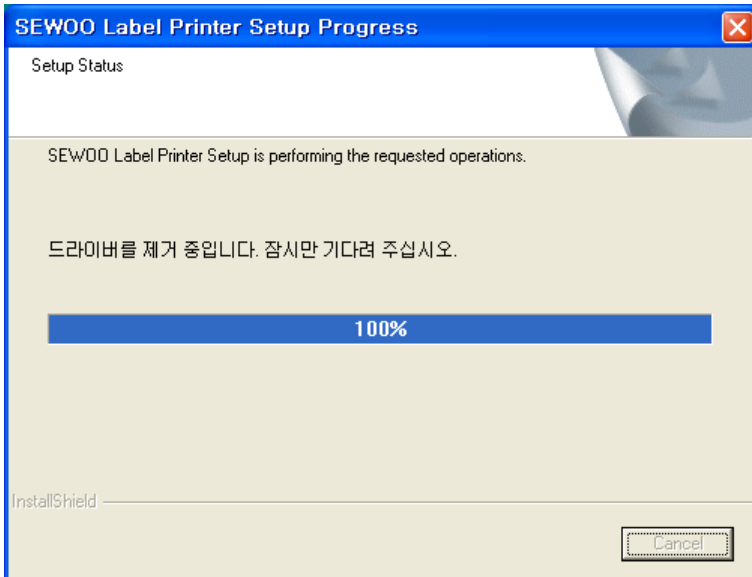 SEWOO Label Printer Setup Progress
Setup Status
SEWOO Label Printer Setup is performing the requested operations.
드라이버를 제거 중입니다. 잠시만 기다려 주십시오.
100%
InstallShield
Cancel